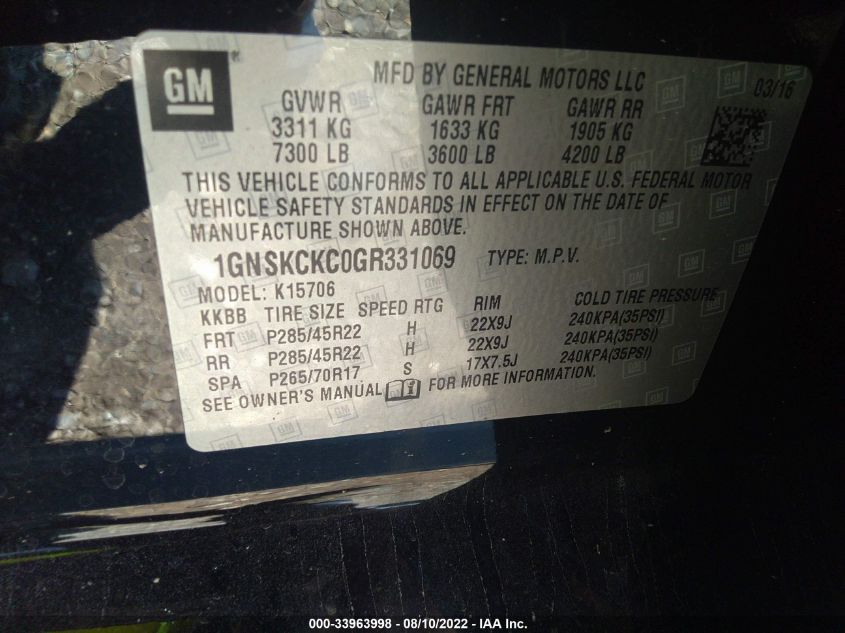 GM
MFD BY GENERAL MOTORS LLC
03/16
GVWR GAWR FRT GAWR RR
3311 KG 1633 KG 1905 KG
7300 LB 3600 LB 4200 LB
THIS VEHICLE CONFORMS TO ALL APPLICABLE U.S. FEDERAL MOTOR
VEHICLE SAFETY STANDARDS IN EFFECT ON THE DATE OF
MANUFACTURE SHOWN ABOVE.
1GNSKCKC0GR331069 TYPE: M.P.V.
MODEL: K15706
KKBB TIRE SIZE SPEED RTG RIM COLD TIRE PRESSURE
FRT P285/45R22 H 22X9J 240KPA(35PSI)
RR P285/45R22 H 22X9J 240KPA(35PSI)
SPA P265/70R17 S 17X7.5J 240KPA(35PSI)
SEE OWNER'S MANUAL FOR MORE INFORMATION.
000-33963998 - 08/10/2022 - IAA Inc.